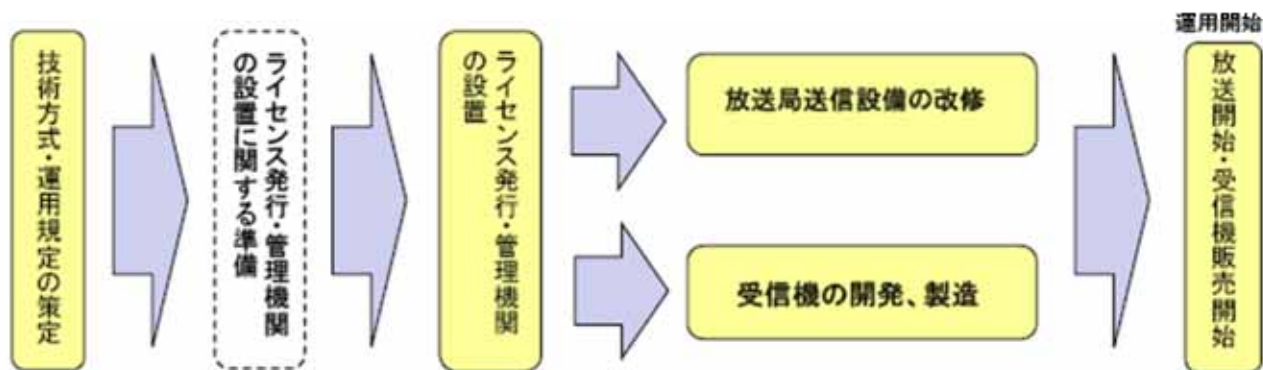 技術方式・運用規定の策定
ライセンス発行・管理機関
の設置に関する準備
ライセンス発行・管理機関
の設置
放送局送信設備の改修
受信機の開発、製造
運用開始
放送開始・受信機販売開始